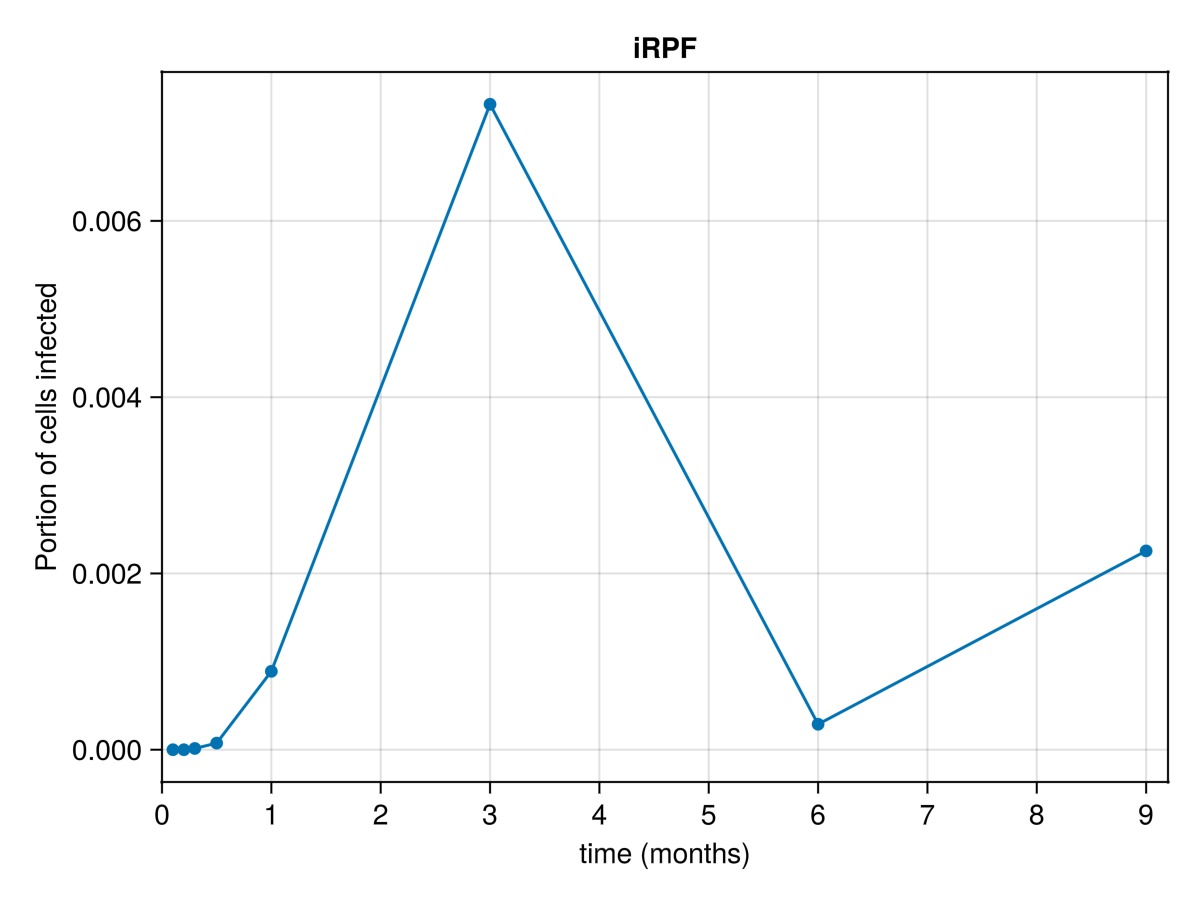 iRPF
Portion of cells infected
0.006
0.004
0.002
0.000
0 1 2 3 4 5 6 7 8 9
time (months)